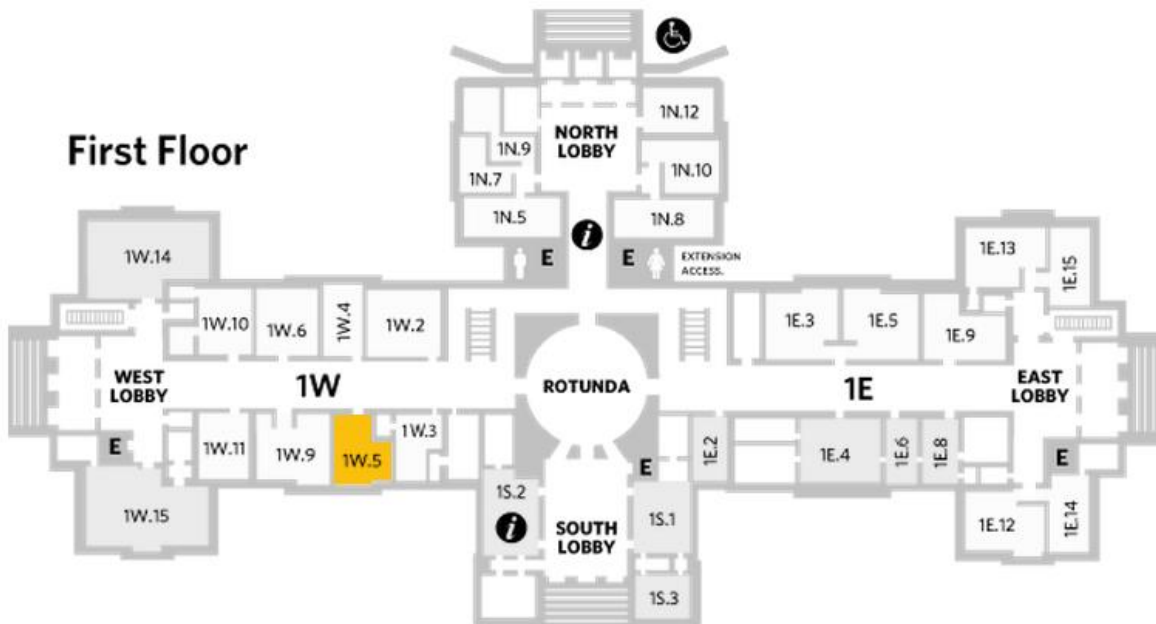 First Floor
1N.12
NORTH
LOBBY
1N.9
1N.7
1N.10
1N.5
1N.8
i
E
E
EXTENSION
ACCESS.
1W.14
1E.13
1E.15
1W.10
1W.6
1W.4
1W.2
1E.3
1E.5
1E.9
WEST
LOBBY
1W
ROTUNDA
1E
EAST
LOBBY
E
1W.11
1W.9
1W.5
1W.3
1E.2
1E.4
1E.6
1E.8
E
E
1W.15
1S.2
i
SOUTH
LOBBY
1S.1
1E.12
1E.14
1S.3